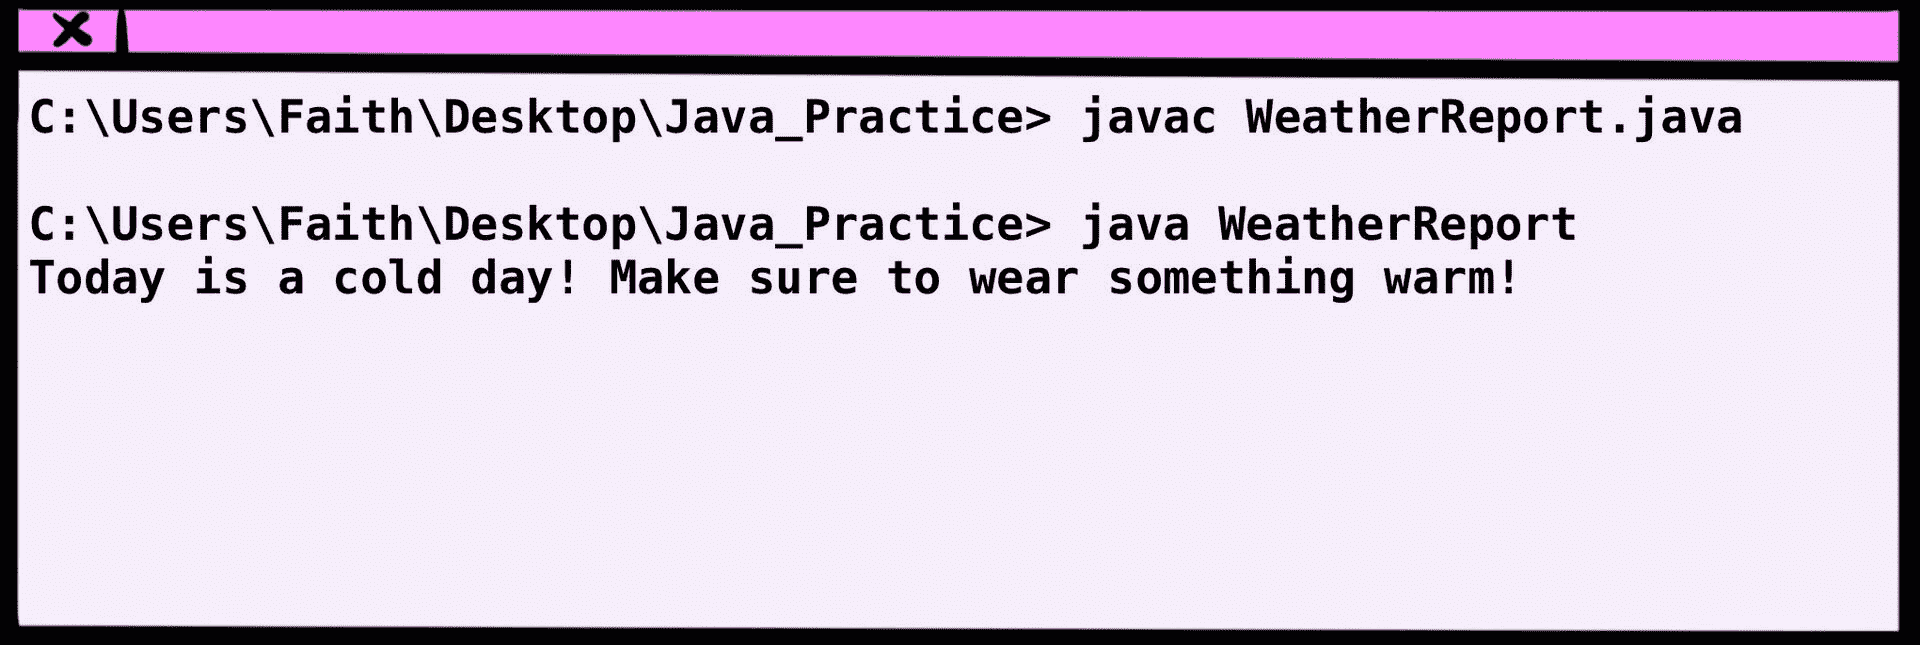 C:\Users\Faith\Desktop\Java_Practice> javac WeatherReport.java
C:\Users\Faith\Desktop\Java_Practice> java WeatherReport
Today is a cold day! Make sure to wear something warm!